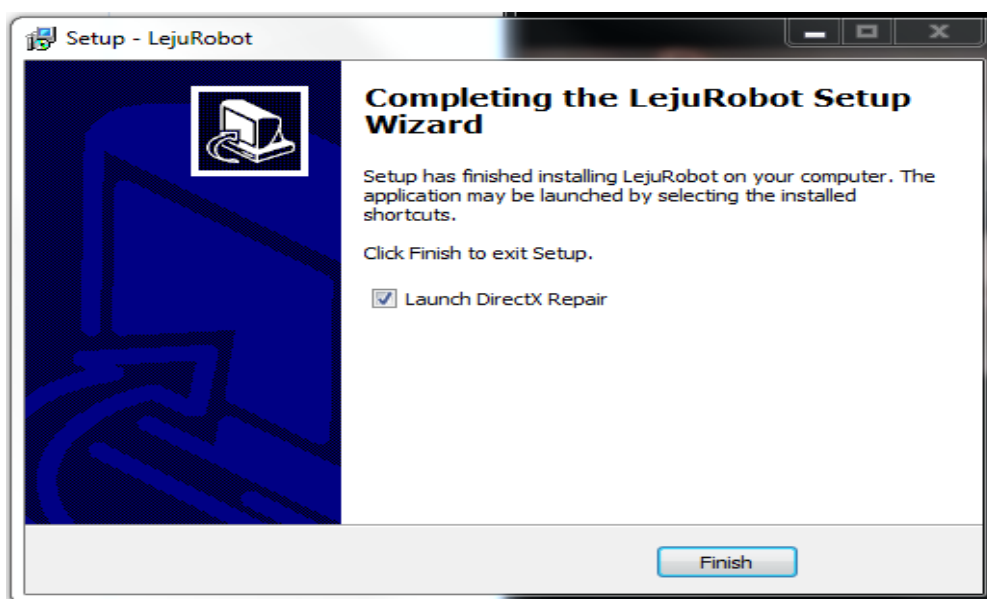 Setup - LejuRobot
Completing the LejuRobot Setup
Wizard
Setup has finished installing LejuRobot on your computer. The
application may be launched by selecting the installed
shortcuts.
Click Finish to exit Setup.
Launch DirectX Repair
Finish